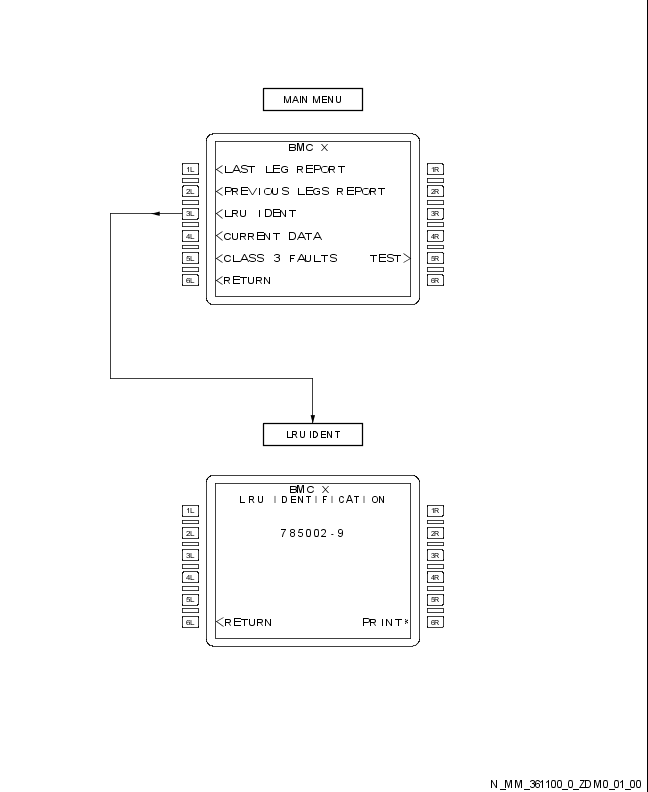 MAIN MENU
BMC X
1L <LAST LEG REPORT 1R
2L <PREVIOUS LEGS REPORT 2R
3L <LRU IDENT 3R
4L <CURRENT DATA 4R
5L <CLASS 3 FAULTS TEST> 5R
6L <RETURN 6R
LRU IDENT
BMC X
LRU IDENTIFICATION
1L 1R
2L 785002-9 2R
3L 3R
4L 4R
5L 5R
6L <RETURN PRINT* 6R
N_MM_361100_0_ZDM0_01_00